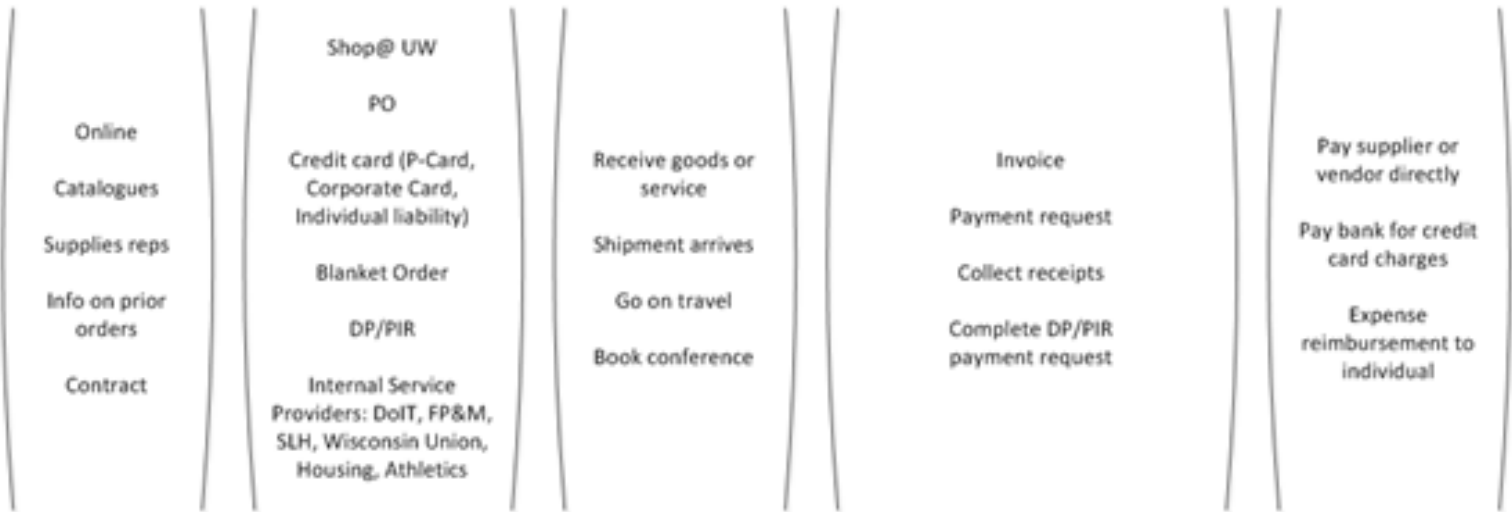 Online
Catalogues
Supplies reps
Info on prior
orders
Contract
Shop@ UW
PO
Credit card (P-Card,
Corporate Card,
Individual liability)
Blanket Order
DP/PIR
Internal Service
Providers: DoIT, FP&M,
SLH, Wisconsin Union,
Housing, Athletics
Receive goods or
service
Shipment arrives
Go on travel
Book conference
Invoice
Payment request
Collect receipts
Complete DP/PIR
payment request
Pay supplier or
vendor directly
Pay bank for credit
card charges
Expense
reimbursement to
individual